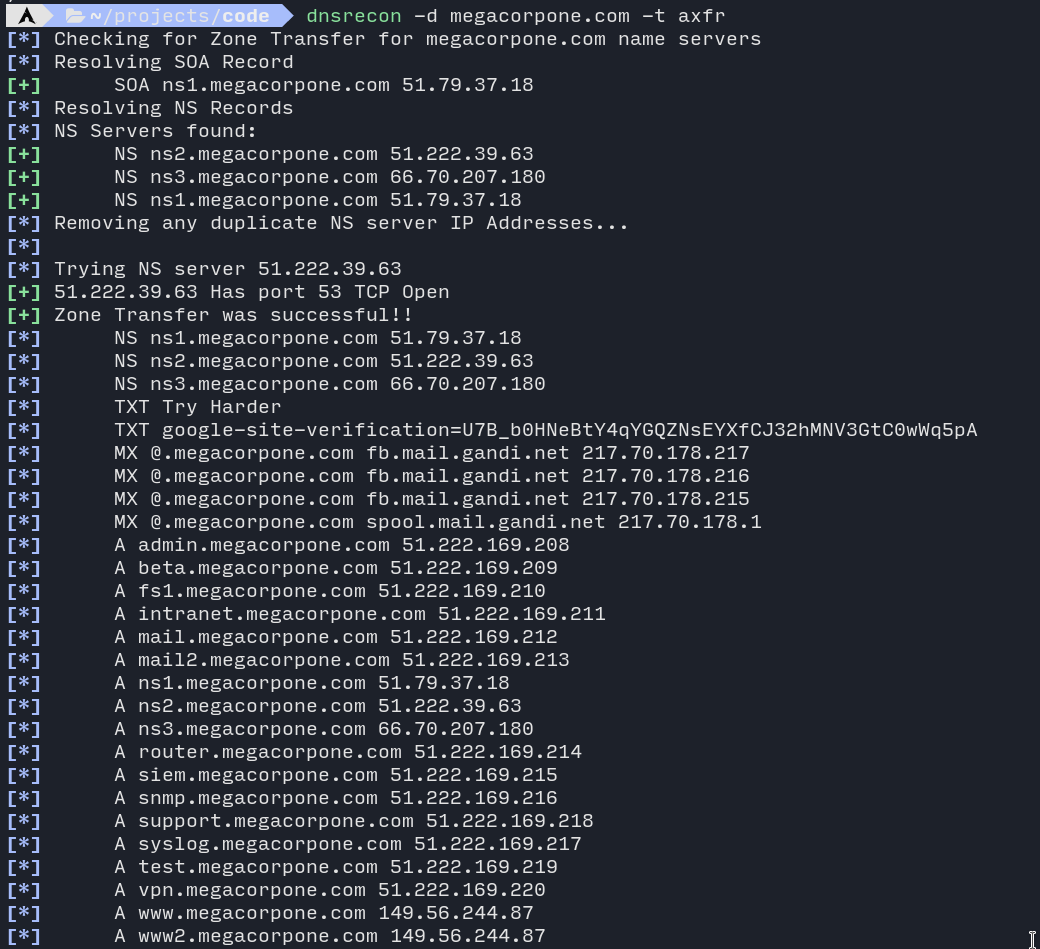 ~/projects/code dnsrecon -d megacorpone.com -t axfr
[*] Checking for Zone Transfer for megacorpone.com name servers
[*] Resolving SOA Record
[+] SOA ns1.megacorpone.com 51.79.37.18
[*] Resolving NS Records
[*] NS Servers found:
[+] NS ns2.megacorpone.com 51.222.39.63
[+] NS ns3.megacorpone.com 66.70.207.180
[+] NS ns1.megacorpone.com 51.79.37.18
[*] Removing any duplicate NS server IP Addresses...
[*]
[*] Trying NS server 51.222.39.63
[+] 51.222.39.63 Has port 53 TCP Open
[+] Zone Transfer was successful!!
[*] NS ns1.megacorpone.com 51.79.37.18
[*] NS ns2.megacorpone.com 51.222.39.63
[*] NS ns3.megacorpone.com 66.70.207.180
[*] TXT Try Harder
[*] TXT google-site-verification=U7B_b0HNeBtY4qYGQZNsEYXfCJ32hMNV3GtC0wWq5pA
[*] MX @.megacorpone.com fb.mail.gandi.net 217.70.178.217
[*] MX @.megacorpone.com fb.mail.gandi.net 217.70.178.216
[*] MX @.megacorpone.com fb.mail.gandi.net 217.70.178.215
[*] MX @.megacorpone.com spool.mail.gandi.net 217.70.178.1
[*] A admin.megacorpone.com 51.222.169.208
[*] A beta.megacorpone.com 51.222.169.209
[*] A fs1.megacorpone.com 51.222.169.210
[*] A intranet.megacorpone.com 51.222.169.211
[*] A mail.megacorpone.com 51.222.169.212
[*] A mail2.megacorpone.com 51.222.169.213
[*] A ns1.megacorpone.com 51.79.37.18
[*] A ns2.megacorpone.com 51.222.39.63
[*] A ns3.megacorpone.com 66.70.207.180
[*] A router.megacorpone.com 51.222.169.214
[*] A siem.megacorpone.com 51.222.169.215
[*] A snmp.megacorpone.com 51.222.169.216
[*] A support.megacorpone.com 51.222.169.218
[*] A syslog.megacorpone.com 51.222.169.217
[*] A test.megacorpone.com 51.222.169.219
[*] A vpn.megacorpone.com 51.222.169.220
[*] A www.megacorpone.com 149.56.244.87
[*] A www2.megacorpone.com 149.56.244.87